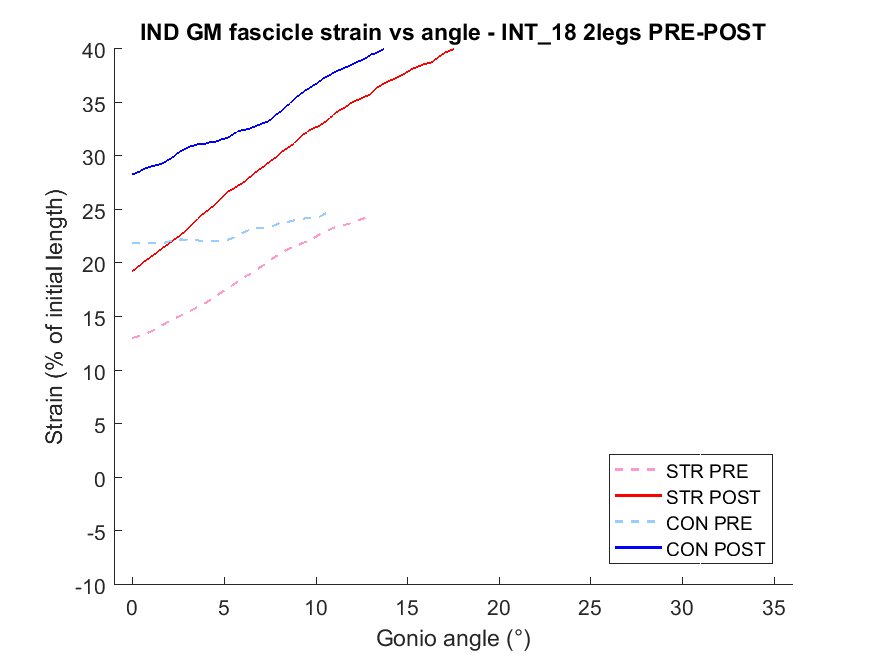 IND GM fascicle strain vs angle - INT_18 2legs PRE-POST
40
35
30
25
20
15
10
5
0
-5
-10
Strain (% of initial length)
0 5 10 15 20 25 30 35
Gonio angle (°)
STR PRE
STR POST
CON PRE
CON POST